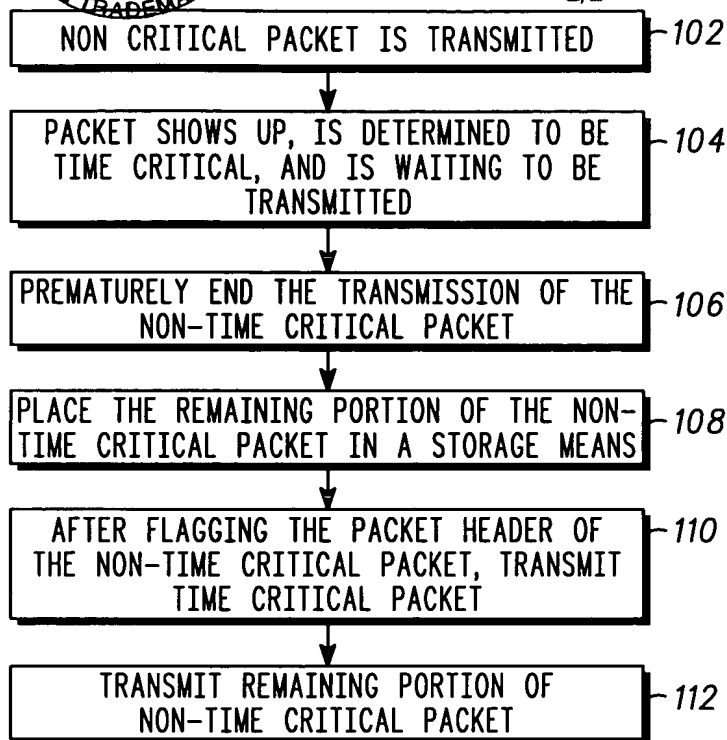 TRADEMA
NON CRITICAL PACKET IS TRANSMITTED
102
PACKET SHOWS UP, IS DETERMINED TO BE
TIME CRITICAL, AND IS WAITING TO BE
TRANSMITTED
104
PREMATURELY END THE TRANSMISSION OF THE
NON-TIME CRITICAL PACKET
106
PLACE THE REMAINING PORTION OF THE NON-
TIME CRITICAL PACKET IN A STORAGE MEANS
108
AFTER FLAGGING THE PACKET HEADER OF
THE NON-TIME CRITICAL PACKET, TRANSMIT
TIME CRITICAL PACKET
110
TRANSMIT REMAINING PORTION OF
NON-TIME CRITICAL PACKET
112